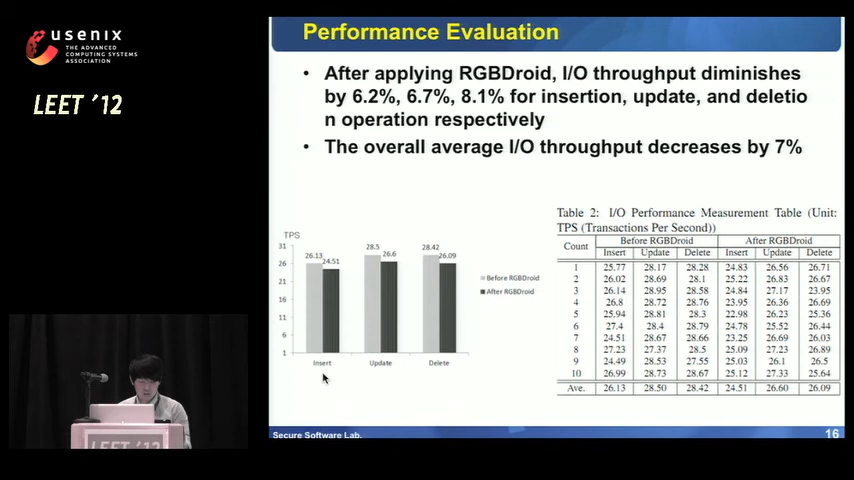 usenix
THE ADVANCED
COMPUTING SYSTEMS
ASSOCIATION
LEET '12
LEET '12
Performance Evaluation
• After applying RGBDroid, I/O throughput diminishes
by 6.2%, 6.7%, 8.1% for insertion, update, and deletio
n operation respectively
• The overall average I/O throughput decreases by 7%
TPS
31
26
21
16
11
6
1
26.13 24.51
28.5 26.6
28.42 26.09
Insert Update Delete
Before RGBDroid
After RGBDroid
Table 2: I/O Performance Measurement Table (Unit:
TPS (Transactions Per Second))
Count Before RGBDroid After RGBDroid
Insert Update Delete Insert Update Delete
1 25.77 28.17 28.28 24.83 26.56 26.71
2 26.02 28.69 28.1 25.22 26.83 26.67
3 26.14 28.95 28.58 24.84 27.17 23.95
4 26.8 28.72 28.76 23.95 26.36 26.69
5 25.94 28.81 28.3 22.98 26.23 25.36
6 27.4 28.4 28.79 24.78 25.52 26.44
7 24.51 28.67 28.66 23.25 26.69 26.03
8 27.23 27.37 28.5 25.09 27.23 26.89
9 24.49 28.53 27.55 25.03 26.1 26.5
10 26.99 28.73 28.67 25.12 27.33 25.64
Ave. 26.13 28.50 28.42 24.51 26.60 26.09
Secure Software Lab.
16